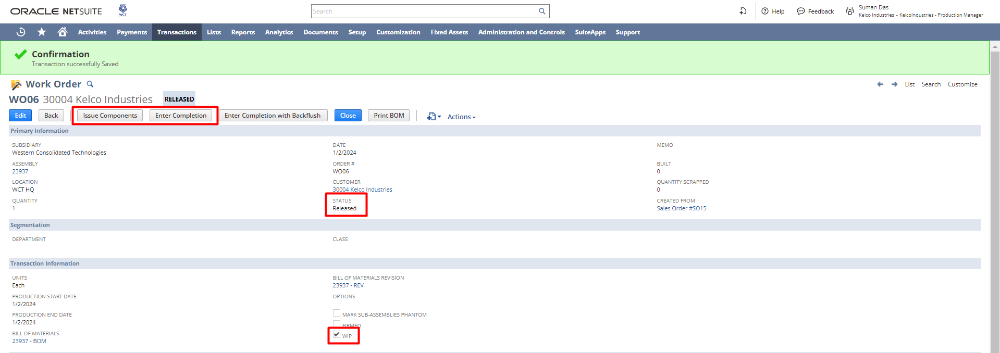 ORACLE NETSUITE
WCT
Search
Help
Feedback
Suman Das
Kelco Industries - KelcoIndustries - Production Manager
Activities Payments Transactions Lists Reports Analytics Documents Setup Customization Fixed Assets Administration and Controls SuiteApps Support
Confirmation
Transaction successfully Saved
Work Order
List Search Customize
WO06 30004 Kelco Industries RELEASED
Edit Back Issue Components Enter Completion Enter Completion with Backflush Close Print BOM Actions
Primary Information
SUBSIDIARY
Western Consolidated Technologies
ASSEMBLY
23937
LOCATION
WCT HQ
QUANTITY
1
DATE
1/2/2024
ORDER #
WO06
CUSTOMER
30004 Kelco Industries
STATUS
Released
MEMO
BUILT
0
QUANTITY SCRAPPED
0
CREATED FROM
Sales Order #SO15
Segmentation
DEPARTMENT
CLASS
Transaction Information
UNITS
Each
PRODUCTION START DATE
1/2/2024
PRODUCTION END DATE
1/2/2024
BILL OF MATERIALS
23937 - BOM
BILL OF MATERIALS REVISION
23937 - REV
OPTIONS
MARK SUB-ASSEMBLIES PHANTOM
FIRMED
WIP